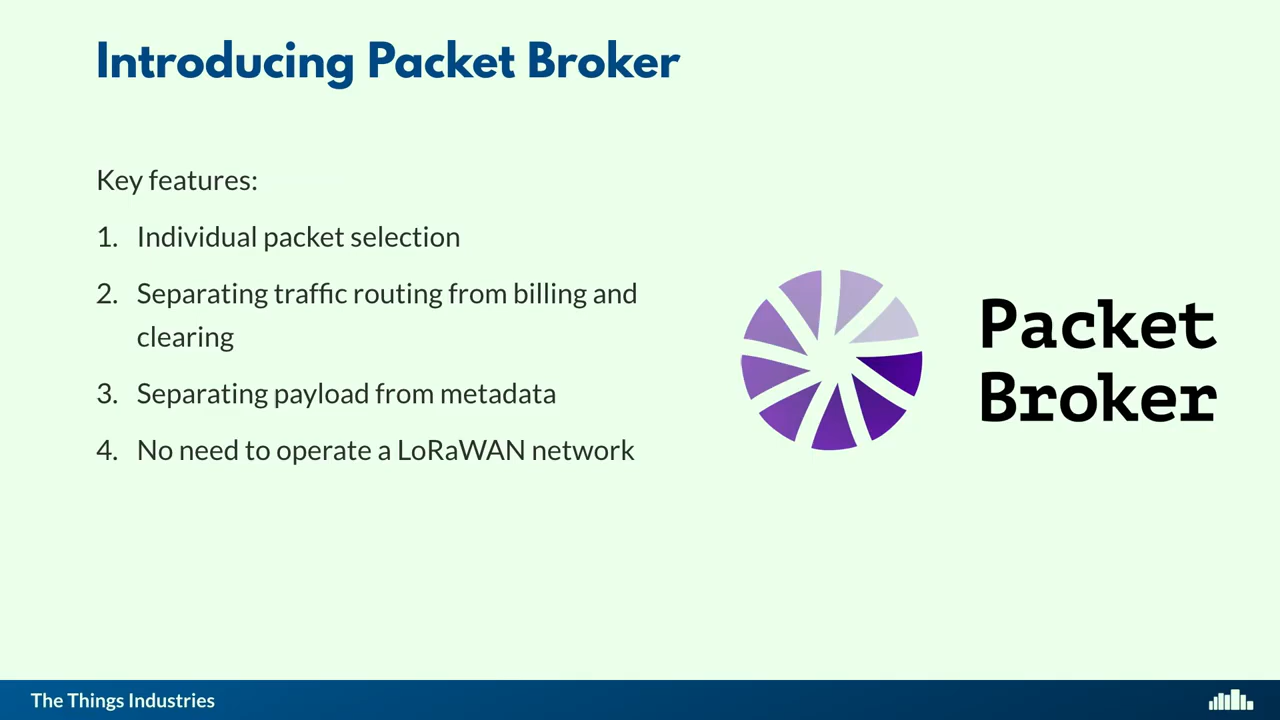 Introducing Packet Broker
Key features:
1. Individual packet selection
2. Separating traffic routing from billing and
clearing
3. Separating payload from metadata
4. No need to operate a LoRaWAN network
Packet
Broker
The Things Industries